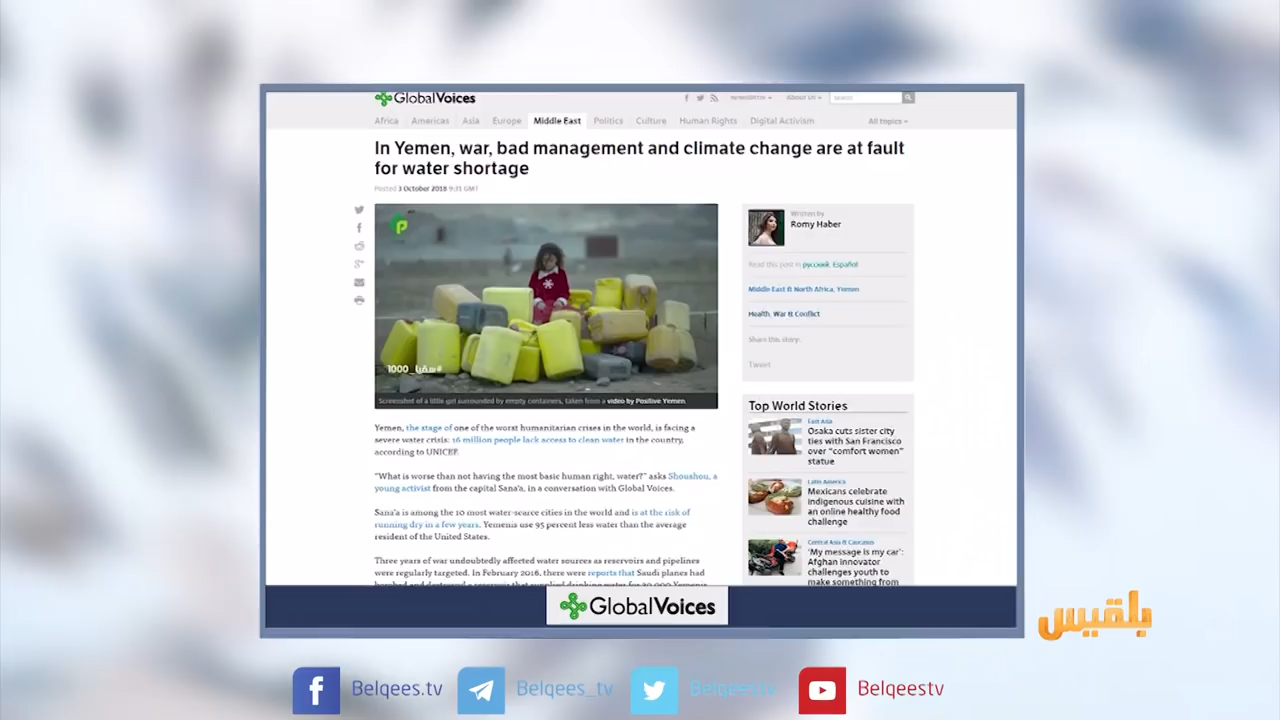 GlobalVoices
newsletter
About Us
search
Africa Americas Asia Europe Middle East Politics Culture Human Rights Digital Activism All topics
In Yemen, war, bad management and climate change are at fault
for water shortage
Posted 3 October 2018 9:31 GMT
#سقيا_1000
Screenshot of a little girl surrounded by empty containers, taken from a video by Positive Yemen.
Yemen, the stage of one of the worst humanitarian crises in the world, is facing a
severe water crisis: 16 million people lack access to clean water in the country,
according to UNICEF.
"What is worse than not having the most basic human right, water?" asks Shoushou, a
young activist from the capital Sana'a, in a conversation with Global Voices.
Sana'a is among the 10 most water-scarce cities in the world and is at the risk of
running dry in a few years. Yemenis use 95 percent less water than the average
resident of the United States.
Three years of war undoubtedly affected water sources as reservoirs and pipelines
were regularly targeted. In February 2016, there were reports that Saudi planes had
Written by
Romy Haber
Read this post in русский, Español
Middle East & North Africa, Yemen
Health, War & Conflict
Share this story:
Tweet
Top World Stories
East Asia
Osaka cuts sister city
ties with San Francisco
over "comfort women"
statue
Latin America
Mexicans celebrate
indigenous cuisine with
an online healthy food
challenge
Central Asia & Caucasus
'My message is my car':
Afghan innovator
challenges youth to
make something from
GlobalVoices
بلقيس
Belqees.tv Belqees_tv Belqeestv Belqeestv